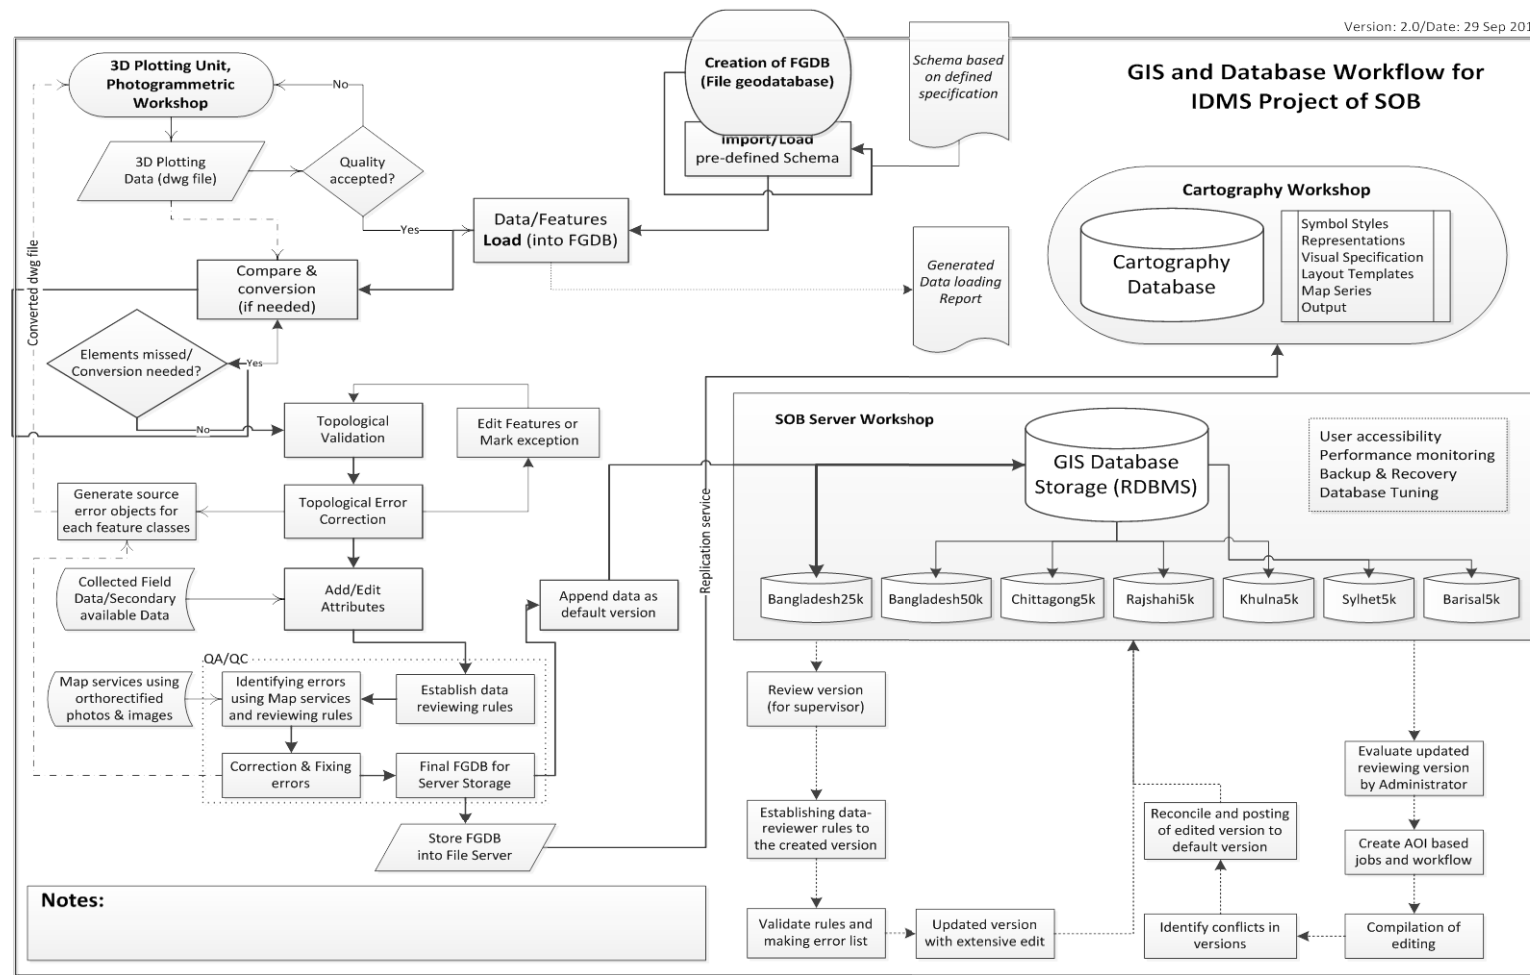 Version: 2.0/Date: 29 Sep 201
GIS and Database Workflow for
IDMS Project of SOB
3D Plotting Unit,
Photogrammetric
Workshop
No
3D Plotting
Data (dwg file)
Quality
accepted?
Yes
Creation of FGDB
(File geodatabase)
Import/Load
pre-defined Schema
Schema based
on defined
specification
Data/Features
Load (into FGDB)
Generated
Data loading
Report
Cartography Workshop
Cartography
Database
Symbol Styles
Representations
Visual Specification
Layout Templates
Map Series
Output
Converted dwg file
Compare &
conversion
(if needed)
Elements missed/
Conversion needed?
Yes
No
Topological
Validation
Edit Features or
Mark exception
Generate source
error objects for
each feature classes
Topological Error
Correction
Collected Field
Data/Secondary
available Data
Add/Edit
Attributes
Append data as
default version
Replication service
QA/QC
Map services using
orthorectified
photos & images
Identifying errors
using Map services
and reviewing rules
Establish data
reviewing rules
Correction & Fixing
errors
Final FGDB for
Server Storage
Store FGDB
into File Server
Notes:
SOB Server Workshop
GIS Database
Storage (RDBMS)
User accessibility
Performance monitoring
Backup & Recovery
Database Tuning
Bangladesh25k
Bangladesh50k
Chittagong5k
Rajshahi5k
Khulna5k
Sylhet5k
Barisal5k
Review version
(for supervisor)
Establishing data-
reviewer rules to
the created version
Validate rules and
making error list
Updated version
with extensive edit
Evaluate updated
reviewing version
by Administrator
Create AOI based
jobs and workflow
Compilation of
editing
Identify conflicts in
versions
Reconcile and posting
of edited version to
default version